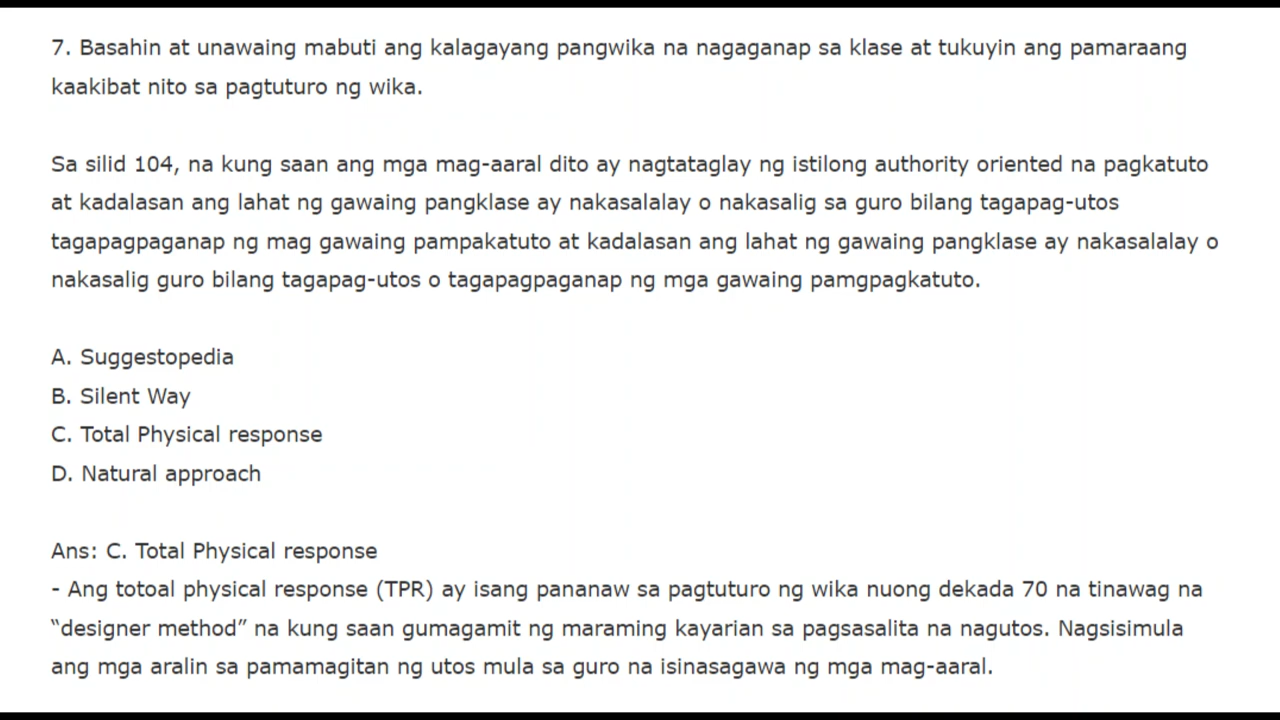 7. Basahin at unawaing mabuti ang kalagayang pangwika na nagaganap sa klase at tukuyin ang pamaraang
kaakibat nito sa pagtuturo ng wika.
Sa silid 104, na kung saan ang mga mag-aaral dito ay nagtataglay ng istilong authority oriented na pagkatuto
at kadalasan ang lahat ng gawaing pangklase ay nakasalalay o nakasalig sa guro bilang tagapag-utos
tagapagpaganap ng mag gawaing pampakatuto at kadalasan ang lahat ng gawaing pangklase ay nakasalalay o
nakasalig guro bilang tagapag-utos o tagapagpaganap ng mga gawaing pamgpagkatuto.
A. Suggestopedia
B. Silent Way
C. Total Physical response
D. Natural approach
Ans: C. Total Physical response
- Ang totoal physical response (TPR) ay isang pananaw sa pagtuturo ng wika nuong dekada 70 na tinawag na
“designer method” na kung saan gumagamit ng maraming kayarian sa pagsasalita na nagutos. Nagsisimula
ang mga aralin sa pamamagitan ng utos mula sa guro na isinasagawa ng mga mag-aaral.